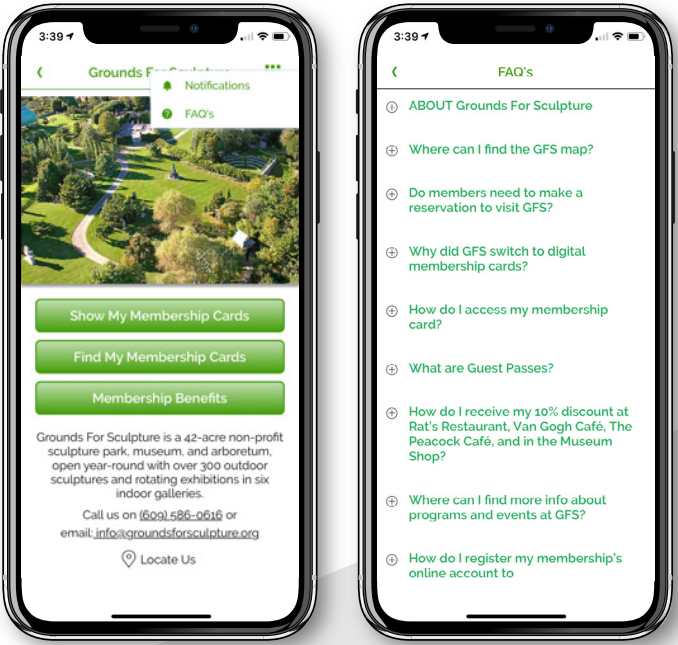 3:39
Grounds For Sculpture
Notifications
FAQ's
Show My Membership Cards
Find My Membership Cards
Membership Benefits
Grounds For Sculpture is a 42-acre non-profit
sculpture park, museum, and arboretum,
open year-round with over 300 outdoor
sculptures and rotating exhibitions in six
indoor galleries.
Call us on (609) 586-0616 or
email: info@groundsforsculpture.org
Locate Us
3:39
FAQ's
ABOUT Grounds For Sculpture
Where can I find the GFS map?
Do members need to make a
reservation to visit GFS?
Why did GFS switch to digital
membership cards?
How do I access my membership
card?
What are Guest Passes?
How do I receive my 10% discount at
Rat's Restaurant, Van Gogh Café, The
Peacock Café, and in the Museum
Shop?
Where can I find more info about
programs and events at GFS?
How do I register my membership's
online account to